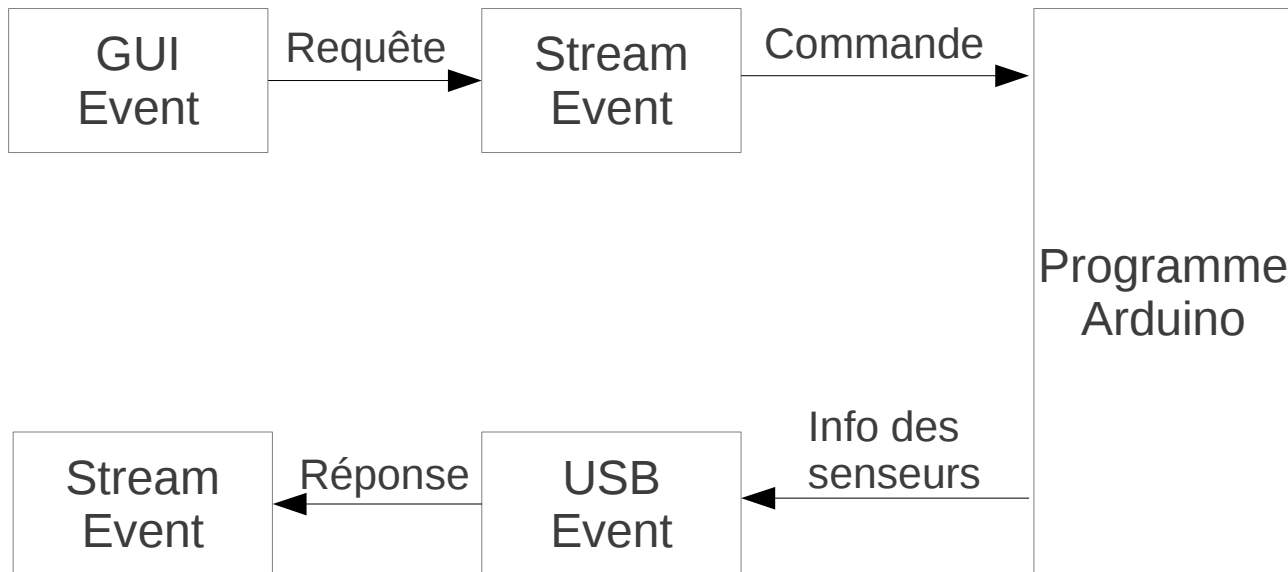 GUI
Event
Requête
Stream
Event
Commande
Programme
Arduino
Info des
senseurs
USB
Event
Réponse
Stream
Event